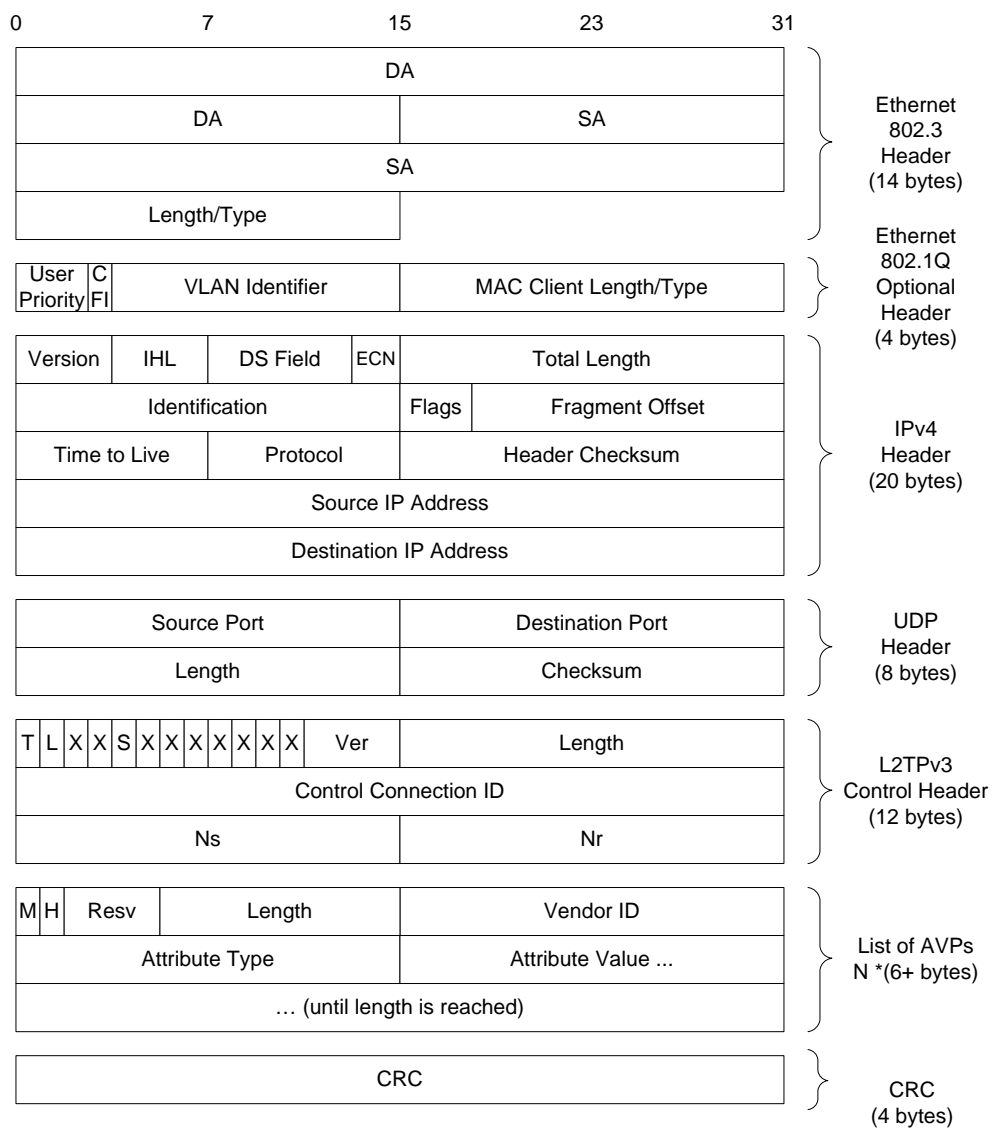 0 7 15 23 31
DA
DA SA
SA
Length/Type
Ethernet
802.3
Header
(14 bytes)
User
Priority
C
FI
VLAN Identifier
MAC Client Length/Type
Ethernet
802.1Q
Optional
Header
(4 bytes)
Version IHL DS Field ECN Total Length
Identification Flags Fragment Offset
Time to Live Protocol Header Checksum
Source IP Address
Destination IP Address
IPv4
Header
(20 bytes)
Source Port Destination Port
Length Checksum
UDP
Header
(8 bytes)
T L X X S X X X X X X X Ver Length
Control Connection ID
Ns Nr
L2TPv3
Control Header
(12 bytes)
M H Resv Length Vendor ID
Attribute Type Attribute Value ...
… (until length is reached)
List of AVPs
N *(6+ bytes)
CRC
CRC
(4 bytes)